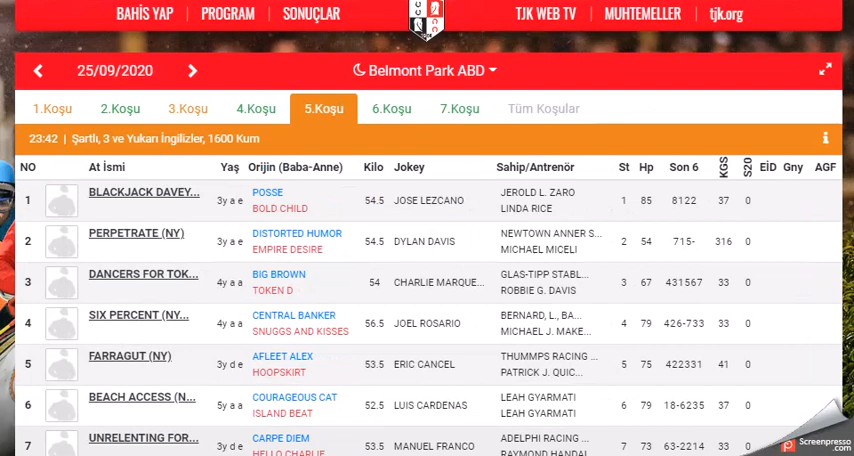 BAHİS YAP | PROGRAM | SONUÇLAR TJK WEB TV | MUHTEMELLER | tjk.org
25/09/2020 Belmont Park ABD
1.Koşu 2.Koşu 3.Koşu 4.Koşu 5.Koşu 6.Koşu 7.Koşu Tüm Koşular
23:42 | Şartlı, 3 ve Yukarı İngilizler, 1600 Kum
NO At İsmi Yaş Orijin (Baba-Anne) Kilo Jokey Sahip/Antrenör St Hp Son 6 KGS S20 EİD Gny AGF
1 BLACKJACK DAVEY... 3y a e POSSE 54.5 JOSE LEZCANO JEROLD L. ZARO 1 85 8122 37 0
BOLD CHILD LINDA RICE
2 PERPETRATE (NY) 3y a e DISTORTED HUMOR 54.5 DYLAN DAVIS NEWTOWN ANNER S... 2 54 715- 316 0
EMPIRE DESIRE MICHAEL MICELI
3 DANCERS FOR TOK... 4y a a BIG BROWN 54 CHARLIE MARQUE... GLAS-TIPP STABL... 3 67 431567 33 0
TOKEN D ROBBIE G. DAVIS
4 SIX PERCENT (NY... 4y a a CENTRAL BANKER 56.5 JOEL ROSARIO BERNARD, L., BA... 4 79 426-733 33 0
SNUGGS AND KISSES MICHAEL J. MAKE...
5 FARRAGUT (NY) 3y d e AFLEET ALEX 53.5 ERIC CANCEL THUMMPS RACING ... 5 75 422331 41 0
HOOPSKIRT PATRICK J. QUIC...
6 BEACH ACCESS (N... 5y a a COURAGEOUS CAT 52.5 LUIS CARDENAS LEAH GYARMATI 6 79 18-6235 37 0
ISLAND BEAT LEAH GYARMATI
7 UNRELENTING FOR... 3y d e CARPE DIEM 53.5 MANUEL FRANCO ADELPHI RACING ... 7 73 63-2214 33 0
HELLO CHARLIE RAYMOND HANDAL
Screenpresso
.com